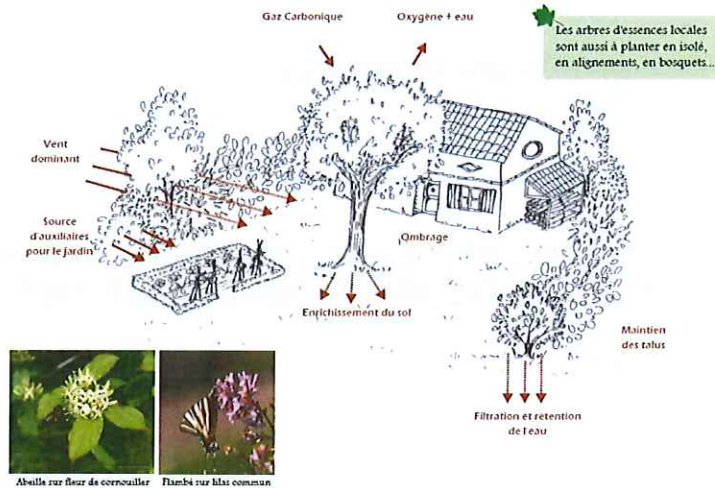 Gaz Carbonique
Oxygène + eau
Les arbres d'essences locales
sont aussi à planter en isolé,
en alignements, en bosquets...
Vent
dominant
Source
d'auxiliaires
pour le jardin
Ombrage
Enrichissement du sol
Maintien
des talus
Filtration et retention
de l'eau
Abeille sur fleur de cornouiller
Flambé sur lilas commun